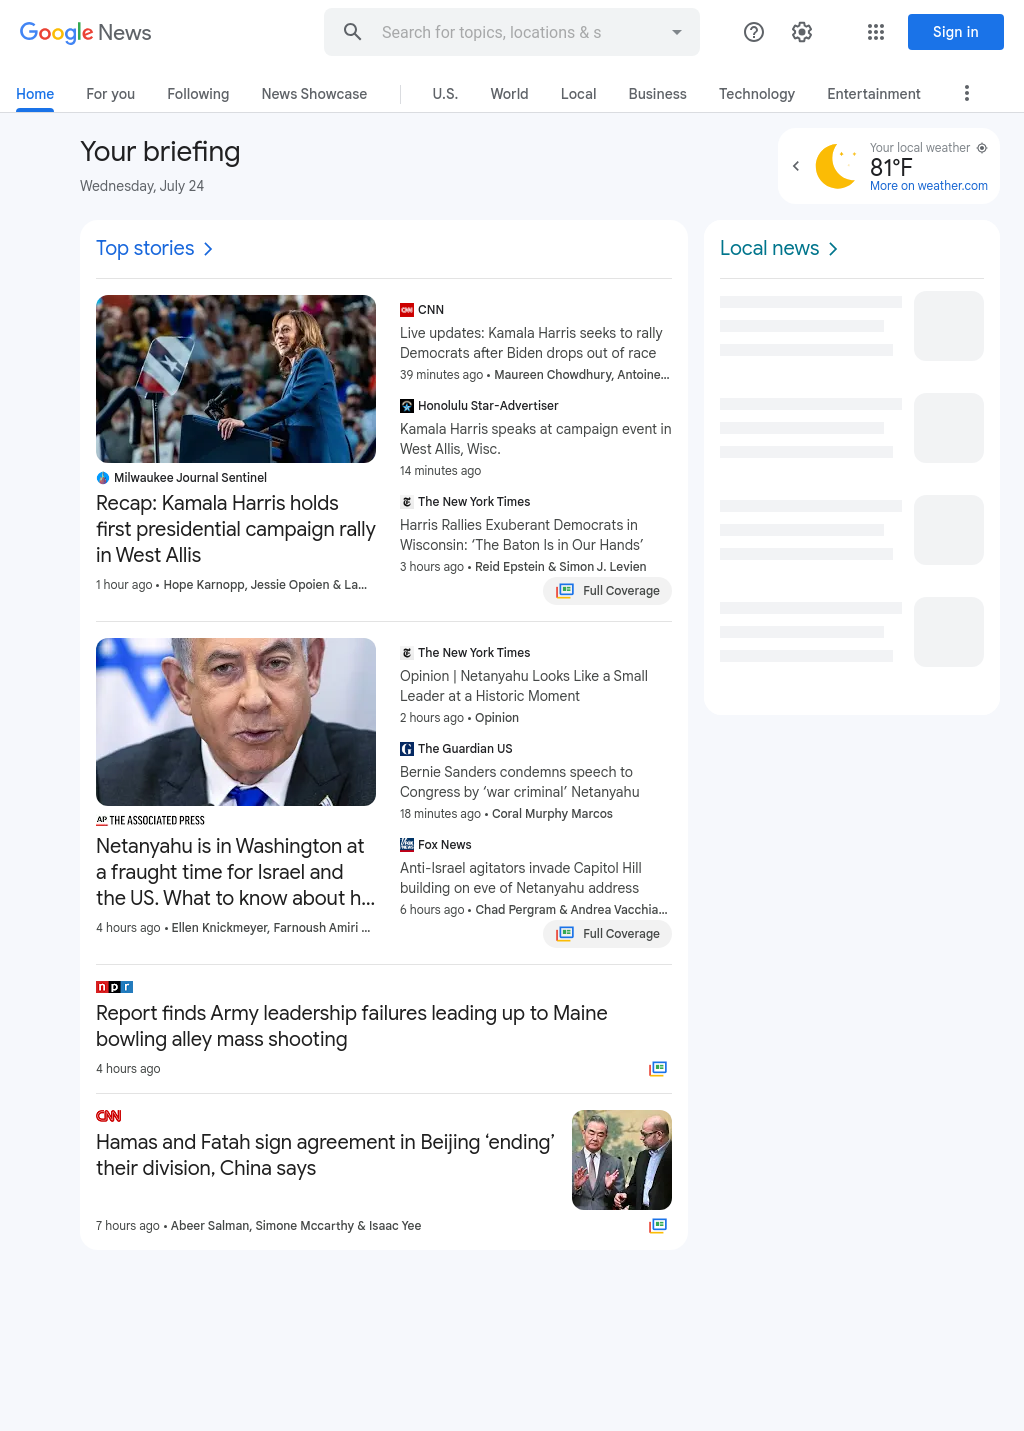 Google News
Search for topics, locations & s
Sign in
Home
For you
Following
News Showcase
U.S.
World
Local
Business
Technology
Entertainment
Your briefing
Wednesday, July 24
Your local weather
81°F
More on weather.com
Top stories
Milwaukee Journal Sentinel
Recap: Kamala Harris holds
first presidential campaign rally
in West Allis
1 hour ago • Hope Karnopp, Jessie Opoien & La...
CNN
Live updates: Kamala Harris seeks to rally
Democrats after Biden drops out of race
39 minutes ago • Maureen Chowdhury, Antoine...
Honolulu Star-Advertiser
Kamala Harris speaks at campaign event in
West Allis, Wisc.
14 minutes ago
The New York Times
Harris Rallies Exuberant Democrats in
Wisconsin: ‘The Baton Is in Our Hands’
3 hours ago • Reid Epstein & Simon J. Levien
Full Coverage
AP THE ASSOCIATED PRESS
Netanyahu is in Washington at
a fraught time for Israel and
the US. What to know about h...
4 hours ago • Ellen Knickmeyer, Farnoush Amiri ...
The New York Times
Opinion | Netanyahu Looks Like a Small
Leader at a Historic Moment
2 hours ago • Opinion
The Guardian US
Bernie Sanders condemns speech to
Congress by ‘war criminal’ Netanyahu
18 minutes ago • Coral Murphy Marcos
Fox News
Anti-Israel agitators invade Capitol Hill
building on eve of Netanyahu address
6 hours ago • Chad Pergram & Andrea Vacchia...
Full Coverage
npr
Report finds Army leadership failures leading up to Maine
bowling alley mass shooting
4 hours ago
CNN
Hamas and Fatah sign agreement in Beijing ‘ending’
their division, China says
7 hours ago • Abeer Salman, Simone Mccarthy & Isaac Yee
Local news